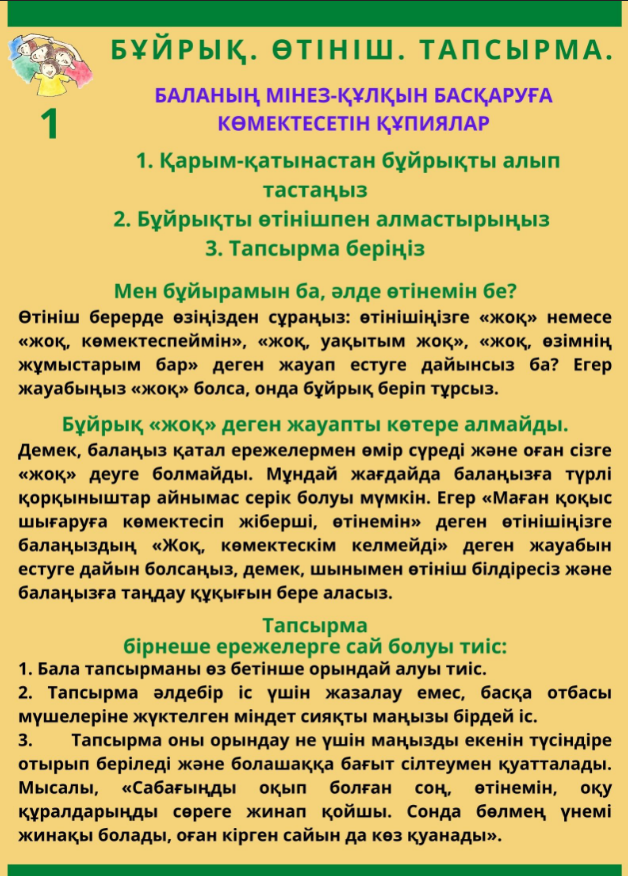 БҰЙРЫҚ. ӨТІНІШ. ТАПСЫРМА.
БАЛАНЫҢ МІНЕЗ-ҚҰЛҚЫН БАСҚАРУҒА
КӨМЕКТЕСЕТІН ҚҰПИЯЛАР
1
1. Қарым-қатынастан бұйрықты алып
тастаңыз
2. Бұйрықты өтінішпен алмастырыңыз
3. Тапсырма беріңіз
Мен бұйырамын ба, әлде өтінемін бе?
Өтініш берерде өзіңізден сұраңыз: өтінішіңізге «жоқ» немесе
«жоқ, көмектеспеймін», «жоқ, уақытым жоқ», «жоқ, өзімнің
жұмыстарым бар» деген жауап естуге дайынсыз ба? Егер
жауабыңыз «жоқ» болса, онда бұйрық беріп тұрсыз.
Бұйрық «жоқ» деген жауапты көтере алмайды.
Демек, балаңыз қатал ережелермен өмір сүреді және оған сізге
«жоқ» деуге болмайды. Мұндай жағдайда балаңызға түрлі
қорқыныштар айнымас серік болуы мүмкін. Егер «Маған қоқыс
шығаруға көмектесіп жіберші, өтінемін» деген өтінішіңізге
балаңыздың «Жоқ, көмектескім келмейді» деген жауабын
естуге дайын болсаңыз, демек, шынымен өтініш білдіресіз және
балаңызға таңдау құқығын бере аласыз.
Тапсырма
бірнеше ережелерге сай болуы тиіс:
1. Бала тапсырманы өз бетінше орындай алуы тиіс.
2. Тапсырма әлдебір іс үшін жазалау емес, басқа отбасы
мүшелеріне жүктелген міндет сияқты маңызы бірдей іс.
3. Тапсырма оны орындау не үшін маңызды екенін түсіндіре
отырып беріледі және болашаққа бағыт сілтеумен қуатталады.
Мысалы, «Сабағыңды оқып болған соң, өтінемін, оқу
құралдарыңды сөреге жинап қойшы. Сонда бөлмең үнемі
жинақы болады, оған кірген сайын да көз қуанады».